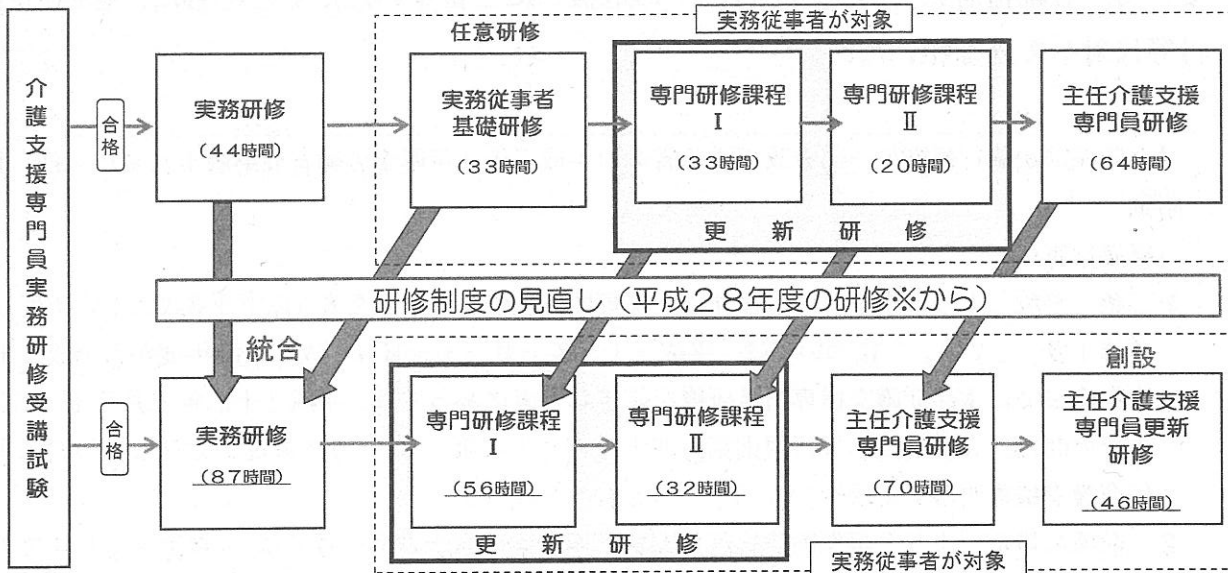 介護支援専門員実務研修受講試験
実務従事者が対象
任意研修
合格
実務研修
(44時間)
実務従事者
基礎研修
(33時間)
専門研修課程
Ⅰ
(33時間)
専門研修課程
Ⅱ
(20時間)
主任介護支援
専門員研修
(64時間)
更新研修
研修制度の見直し（平成28年度の研修※から）
統合
創設
合格
実務研修
(87時間)
専門研修課程
Ⅰ
(56時間)
専門研修課程
Ⅱ
(32時間)
主任介護支援
専門員研修
(70時間)
主任介護支援
専門員更新
研修
(46時間)
更新研修
実務従事者が対象